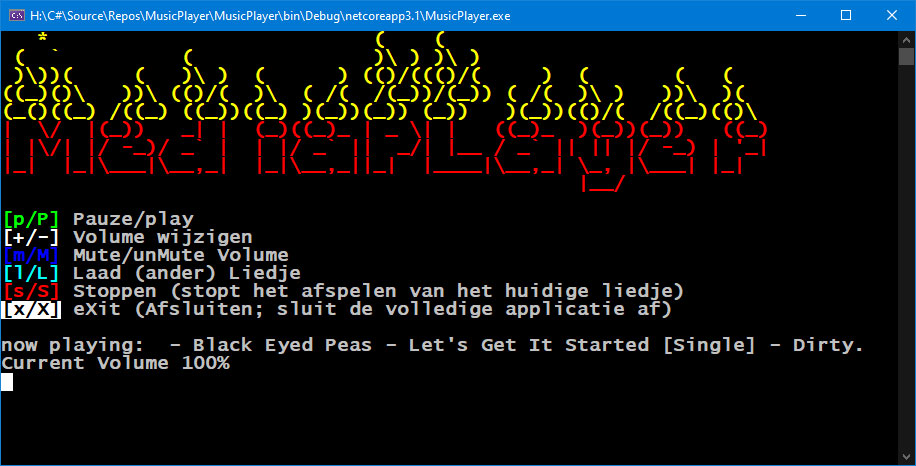 H:\C#\Source\Repos\MusicPlayer\MusicPlayer\bin\Debug\netcoreapp3.1\MusicPlayer.exe
MediaPlayer
[p/P] Pauze/play
[+/-] Volume wijzigen
[m/M] Mute/unMute Volume
[l/L] Laad (ander) Liedje
[s/S] Stoppen (stopt het afspelen van het huidige liedje)
[x/X] eXit (Afsluiten; sluit de volledige applicatie af)
now playing:  - Black Eyed Peas - Let's Get It Started [Single] - Dirty.
Current Volume 100%